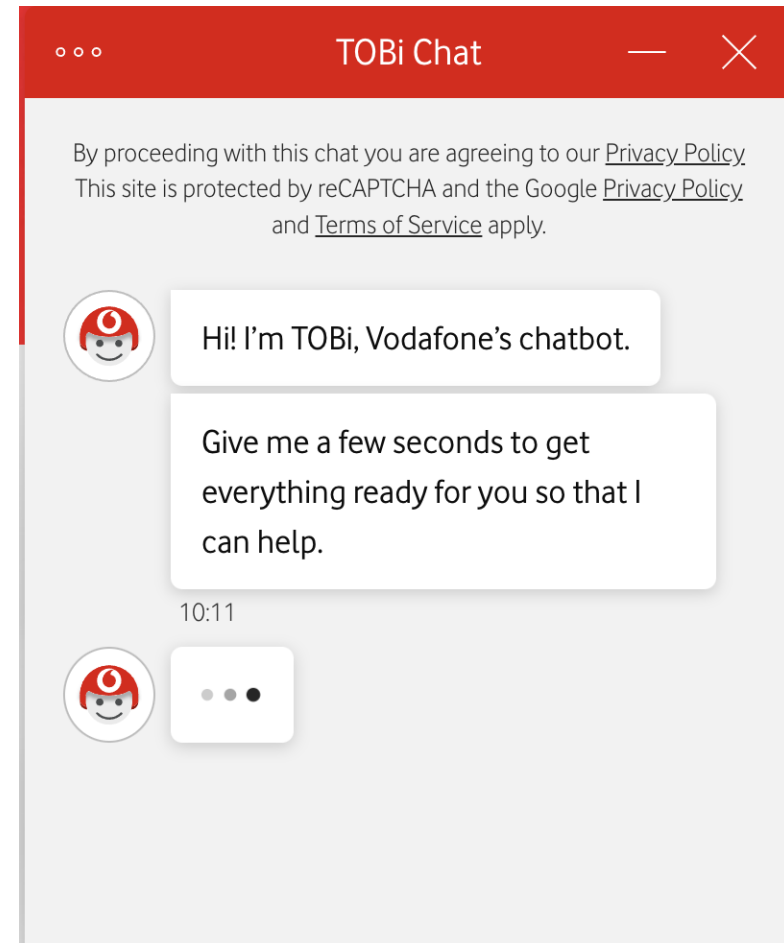 TOBi Chat
By proceeding with this chat you are agreeing to our Privacy Policy
This site is protected by reCAPTCHA and the Google Privacy Policy
and Terms of Service apply.
Hi! I’m TOBi, Vodafone’s chatbot.
Give me a few seconds to get
everything ready for you so that I
can help.
10:11